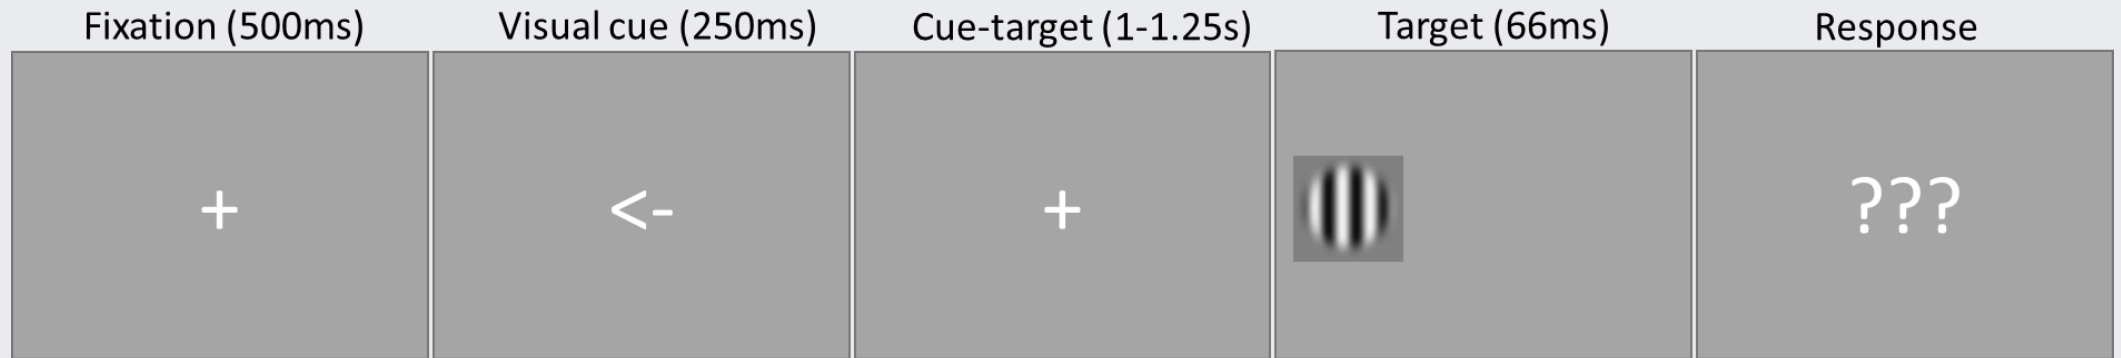 Fixation (500ms)
Visual cue (250ms)
Cue-target (1-1.25s)
Target (66ms)
Response
+
<-
+
???